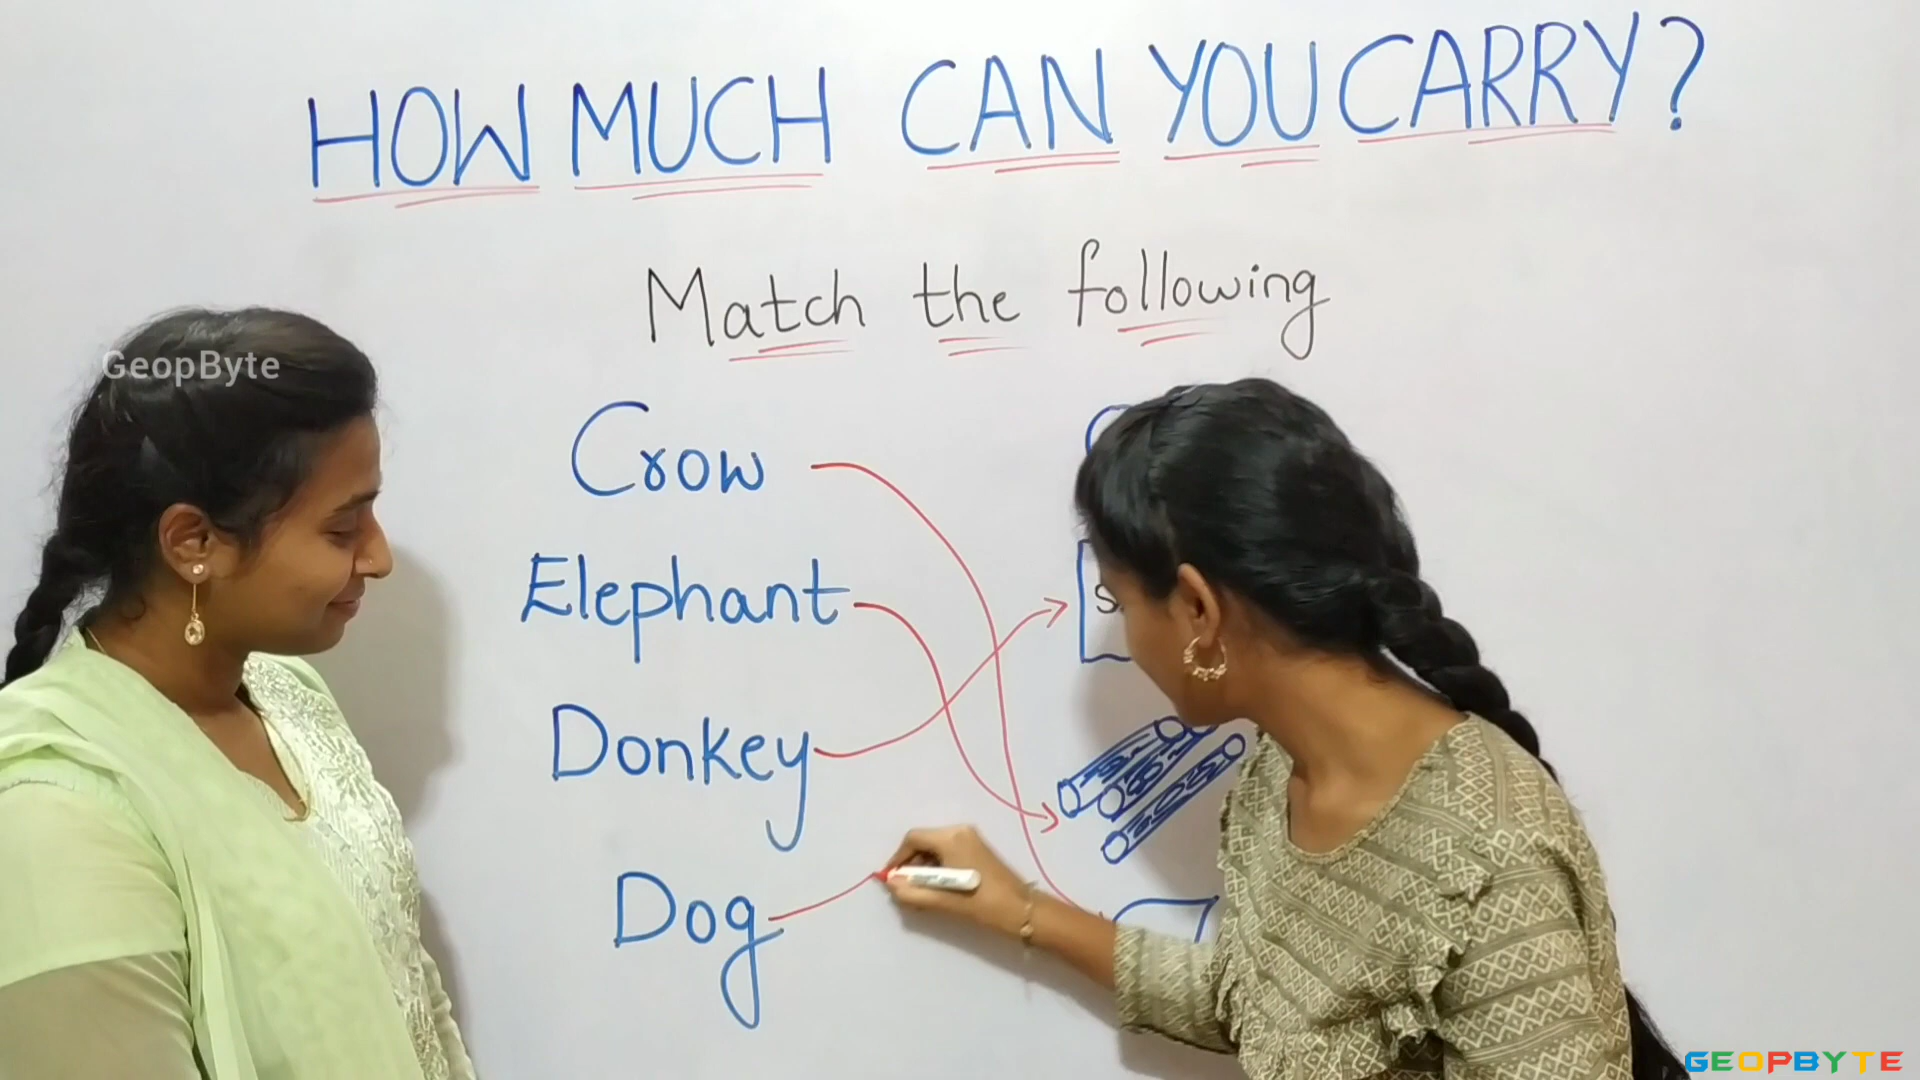 HOW MUCH CAN YOU CARRY?
Match the following
GeopByte
Crow
Elephant
Donkey
Dog
GEOPBYTE